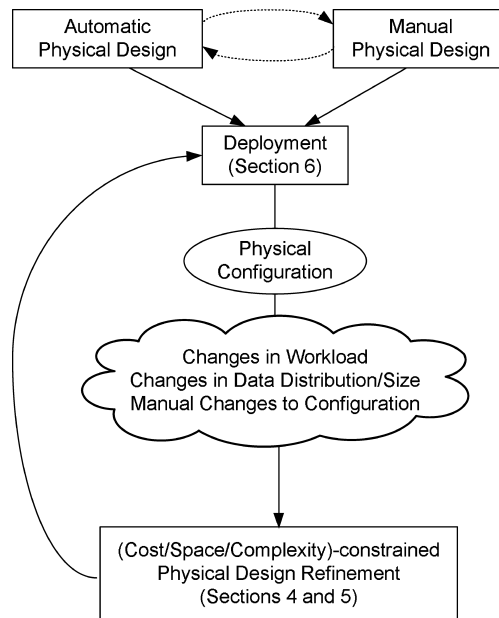 Automatic
Physical Design
Manual
Physical Design
Deployment
(Section 6)
Physical
Configuration
Changes in Workload
Changes in Data Distribution/Size
Manual Changes to Configuration
(Cost/Space/Complexity)-constrained
Physical Design Refinement
(Sections 4 and 5)